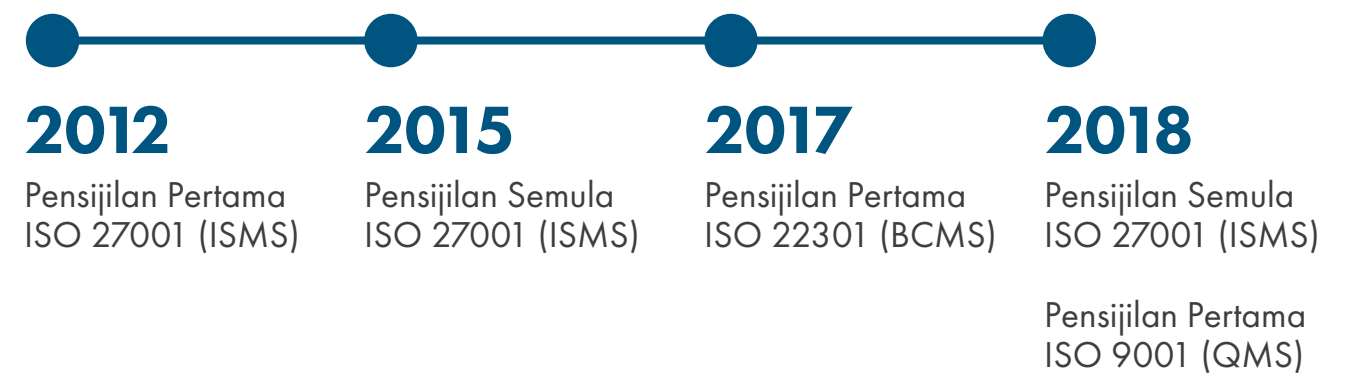 2012
Pensijilan Pertama
ISO 27001 (ISMS)
2015
Pensijilan Semula
ISO 27001 (ISMS)
2017
Pensijilan Pertama
ISO 22301 (BCMS)
2018
Pensijilan Semula
ISO 27001 (ISMS)
Pensijilan Pertama
ISO 9001 (QMS)